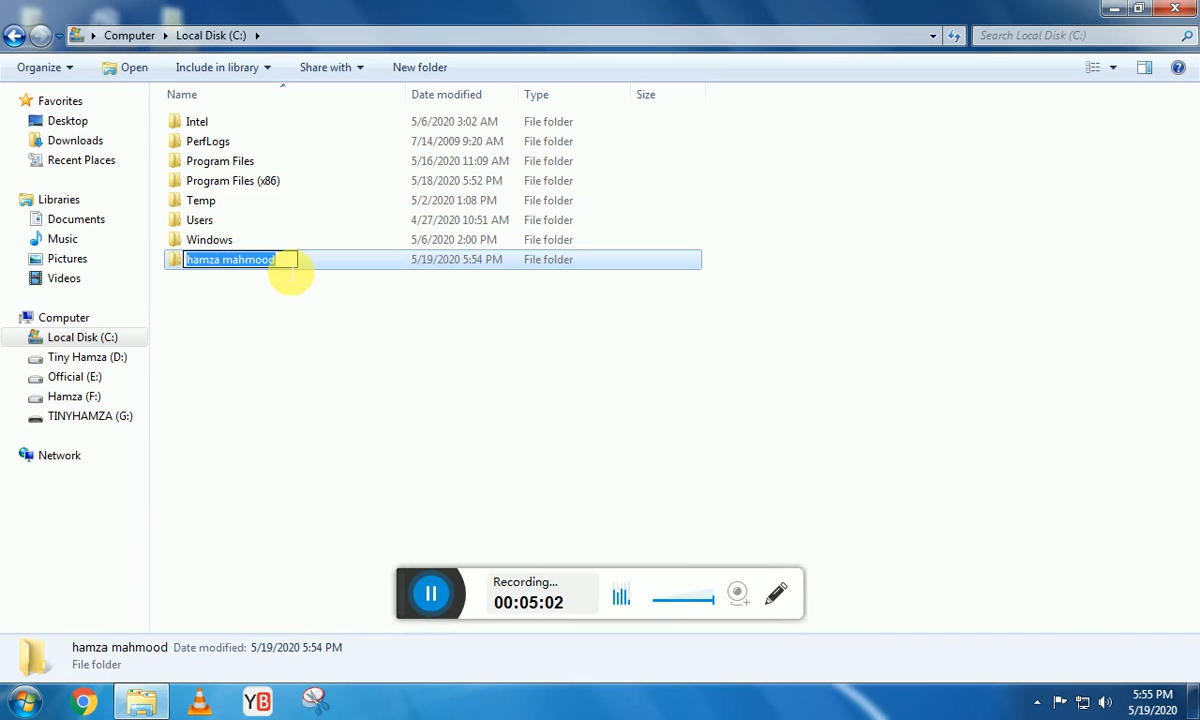 Computer Local Disk (C:)
Search Local Disk (C:)
Organize Open Include in library Share with New folder
Name Date modified Type Size
Favorites
Desktop
Downloads
Recent Places
Libraries
Documents
Music
Pictures
Videos
Computer
Local Disk (C:)
Tiny Hamza (D:)
Official (E:)
Hamza (F:)
TINYHAMZA (G:)
Network
Intel 5/6/2020 3:02 AM File folder
PerfLogs 7/14/2009 9:20 AM File folder
Program Files 5/16/2020 11:09 AM File folder
Program Files (x86) 5/18/2020 5:52 PM File folder
Temp 5/2/2020 1:08 PM File folder
Users 4/27/2020 10:51 AM File folder
Windows 5/6/2020 2:00 PM File folder
hamza mahmood 5/19/2020 5:54 PM File folder
Recording...
00:05:02
hamza mahmood Date modified: 5/19/2020 5:54 PM
File folder
YB
5:55 PM
5/19/2020